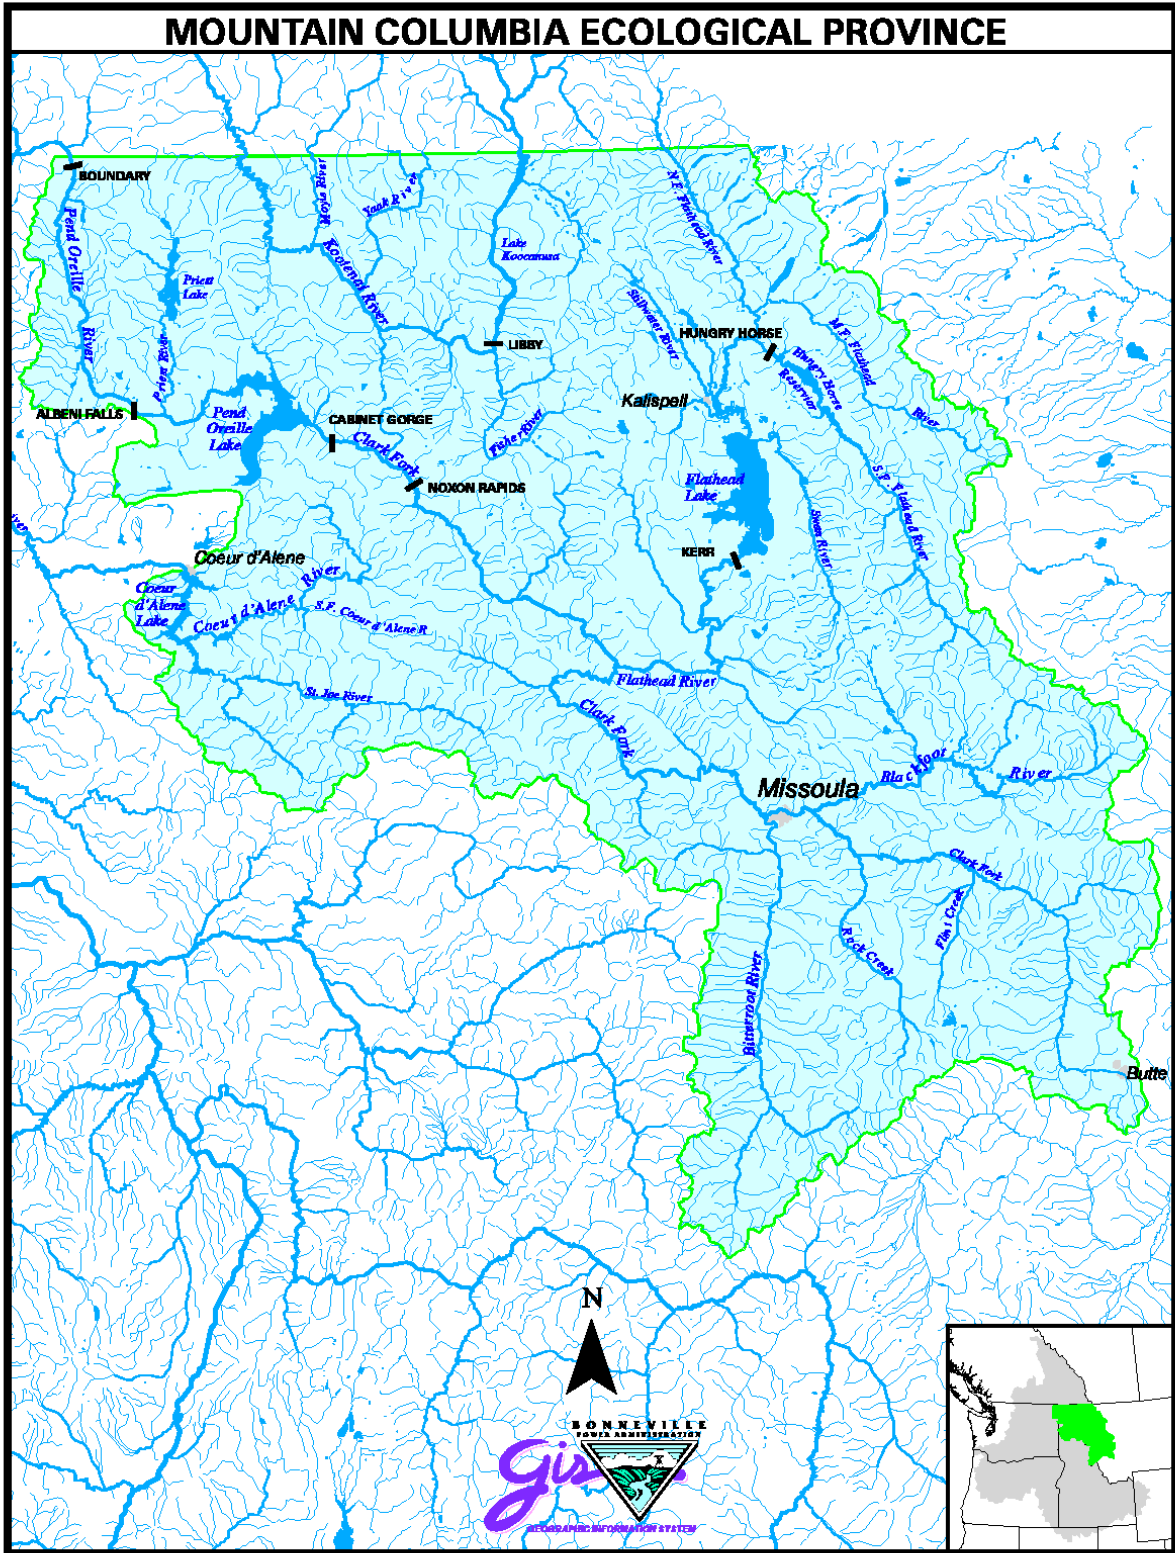 MOUNTAIN COLUMBIA ECOLOGICAL PROVINCE
BOUNDARY
Pend Oreille
River
Priest
Lake
Priest River
Moyie River
Yaak River
Kootenai River
Lake
Koocanusa
LIBBY
N.F. Flathead River
Stillwater River
HUNGRY HORSE
Hungry Horse
Reservior
M.F. Flathead
River
Kalispell
ALBENI FALLS
Pend
Oreille
Lake
CABINET GORGE
Clark Fork
NOXON RAPIDS
Fisher River
Flathead
Lake
KERR
Swan River
S.F. Flathead River
iver
Coeur d'Alene
Coeur
d'Alene
Lake
Coeur d'Alene
River
S.F. Coeur d'Alene R
St. Joe River
Flathead River
Clark Fork
Missoula
Blackfoot
River
Clark Fork
Flint Creek
Rock Creek
Bitterroot River
Butte
N
BONNEVILLE
POWER ADMINISTRATION
gis
GEOGRAPHIC INFORMATION SYSTEM